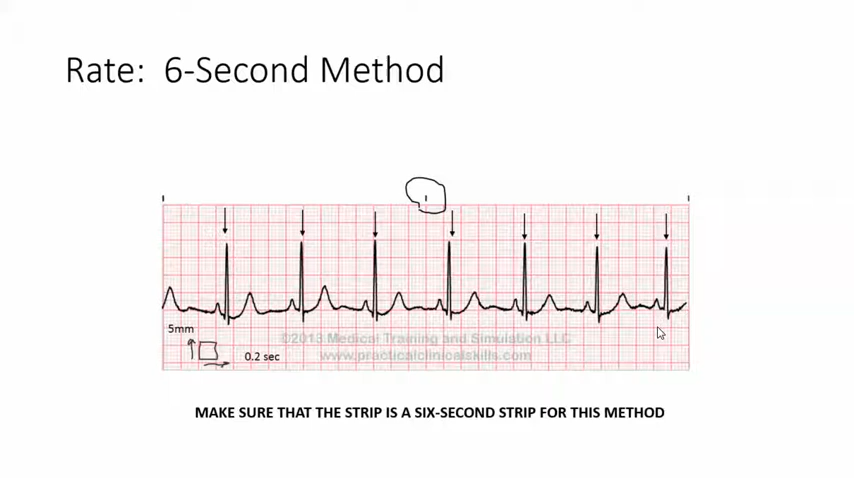 Rate: 6-Second Method
5mm
©2013 Medical Training and Simulation LLC
0.2 sec
www.practicalclinicalskills.com
MAKE SURE THAT THE STRIP IS A SIX-SECOND STRIP FOR THIS METHOD